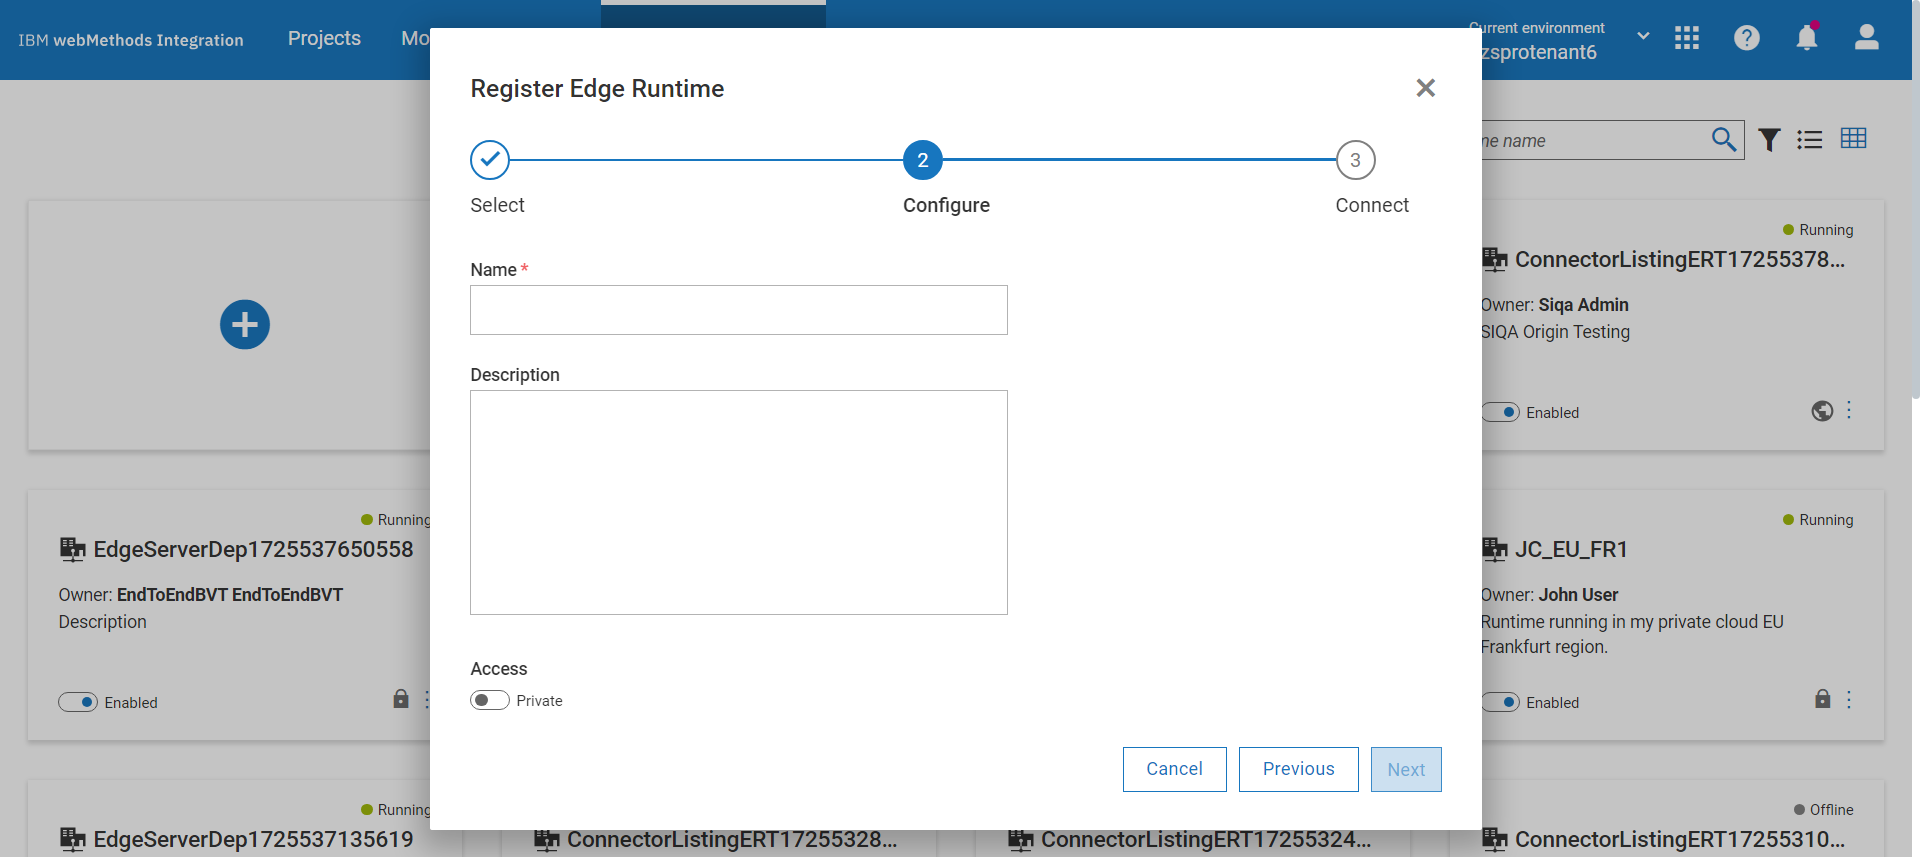 IBM webMethods Integration
Projects
Mo
Current environment
zsprotenant6
Register Edge Runtime
2
3
Select
Configure
Connect
Name *
Description
Access
Private
Cancel
Previous
Next
me name
Running
ConnectorListingERT17255378...
Owner: Siqa Admin
SIQA Origin Testing
Enabled
Running
EdgeServerDep1725537650558
Owner: EndToEndBVT EndToEndBVT
Description
Enabled
Running
JC_EU_FR1
Owner: John User
Runtime running in my private cloud EU
Frankfurt region.
Enabled
Running
EdgeServerDep1725537135619
ConnectorListingERT17255328...
ConnectorListingERT17255324...
Offline
ConnectorListingERT17255310...